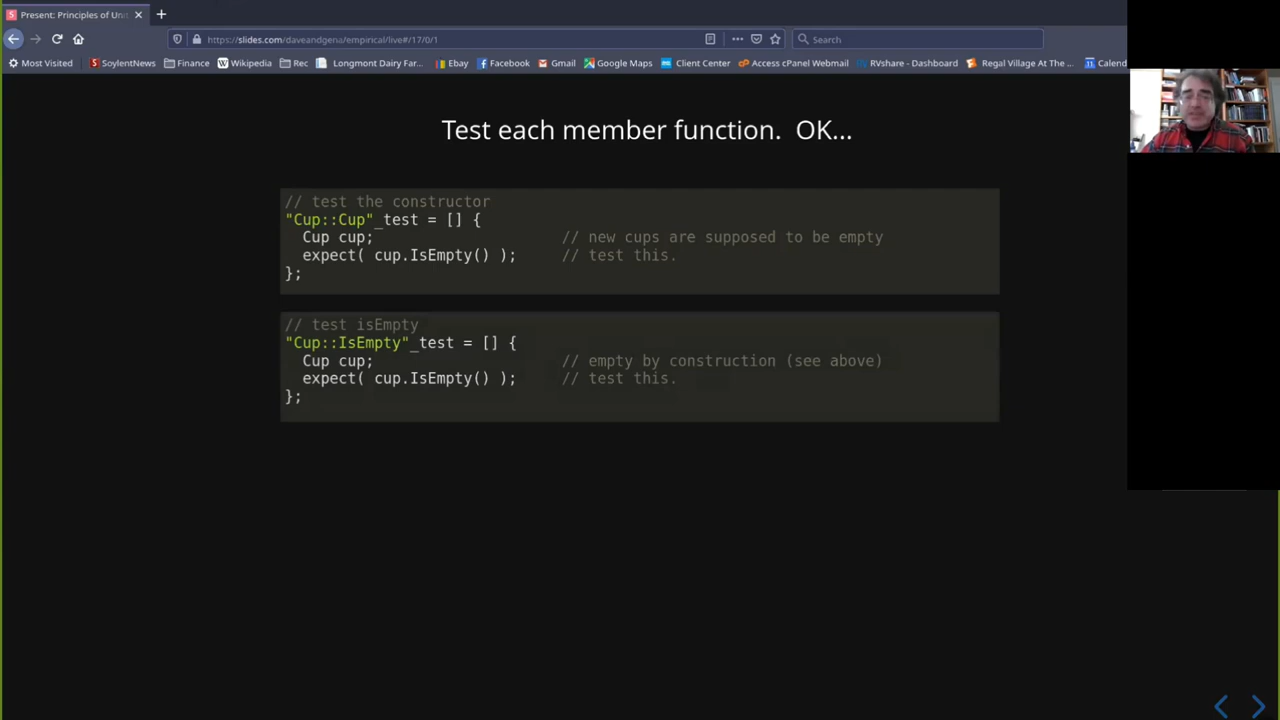 Present: Principles of Unit
https://slides.com/daveandgena/empirical/live#/17/0/1
Search
Most Visited
SoylentNews
Finance
Wikipedia
Rec
Longmont Dairy Far...
Ebay
Facebook
Gmail
Google Maps
Client Center
Access cPanel Webmail
RVshare - Dashboard
Regal Village At The ...
Calend
Test each member function.  OK...
// test the constructor
"Cup::Cup"_test = [] {
Cup cup; // new cups are supposed to be empty
expect( cup.IsEmpty() ); // test this.
};
// test isEmpty
"Cup::IsEmpty"_test = [] {
Cup cup; // empty by construction (see above)
expect( cup.IsEmpty() ); // test this.
};